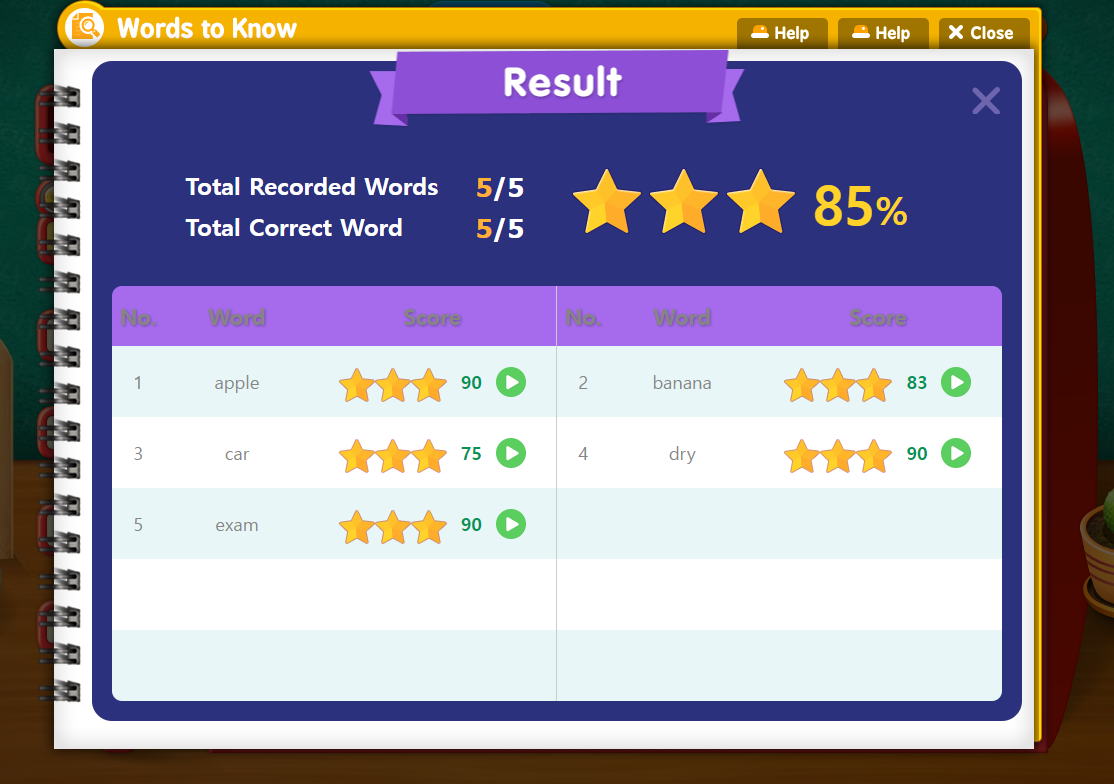 Words to Know
Help
Help
Close
Result
Total Recorded Words 5/5
Total Correct Word 5/5
85%
No. Word Score No. Word Score
1 apple 90 2 banana 83
3 car 75 4 dry 90
5 exam 90